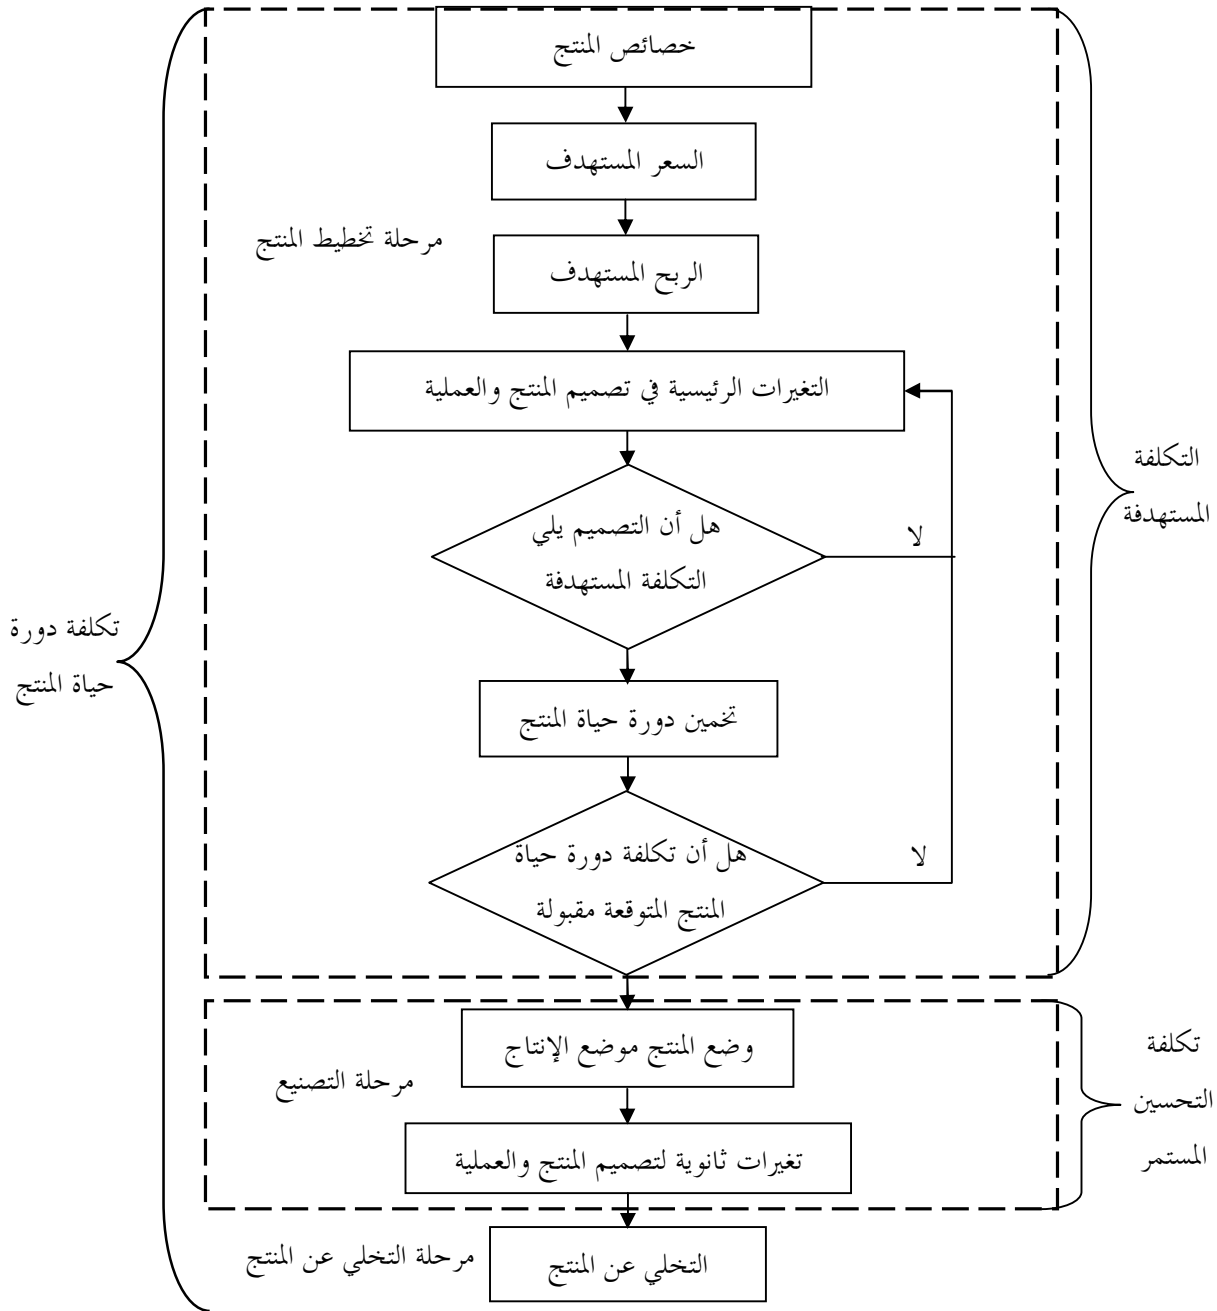 خصائص المنتج
السعر المستهدف
مرحلة تخطيط المنتج
الربح المستهدف
التغيرات الرئيسية في تصميم المنتج والعملية
التكلفة
المستهدفة
هل أن التصميم يلي
التكلفة المستهدفة
لا
تكلفة دورة
حياة المنتج
تخمين دورة حياة المنتج
هل أن تكلفة دورة حياة
المنتج المتوقعة مقبولة
لا
وضع المنتج موضع الإنتاج
مرحلة التصنيع
تكلفة
التحسين
المستمر
تغيرات ثانوية لتصميم المنتج والعملية
التخلي عن المنتج
مرحلة التخلي عن المنتج